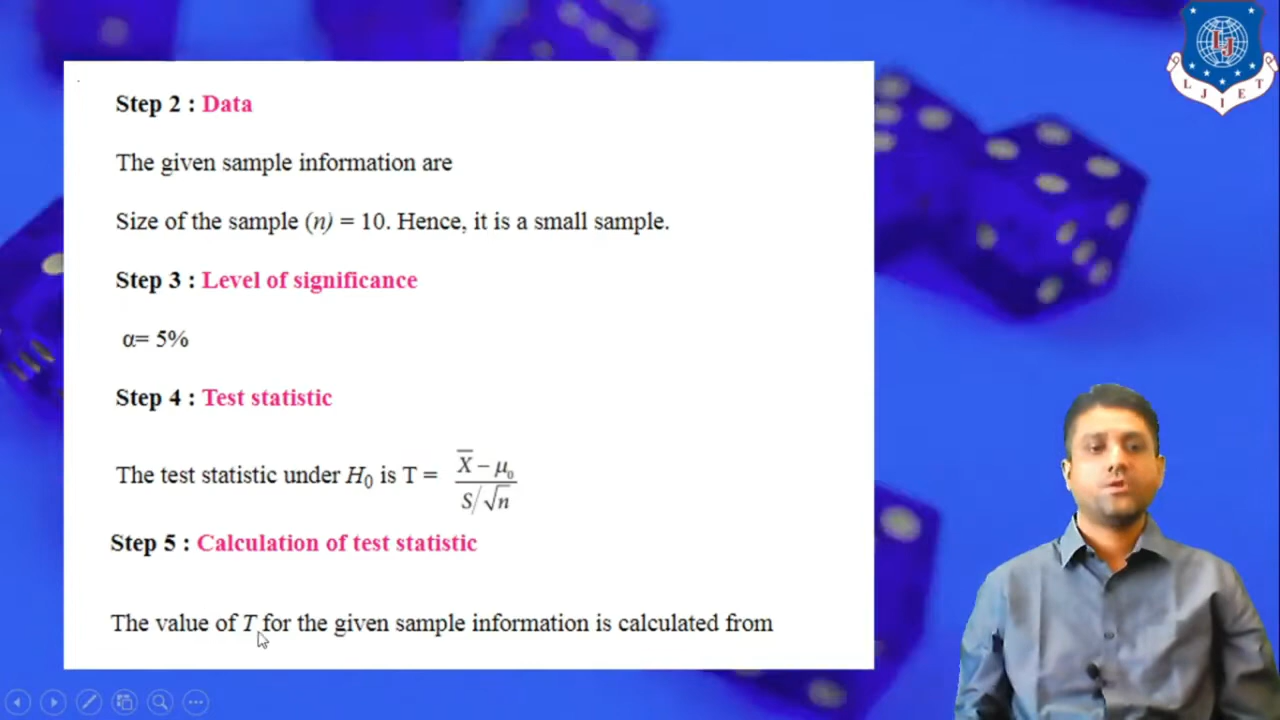 Step 2 : Data
The given sample information are
Size of the sample (n) = 10. Hence, it is a small sample.
Step 3 : Level of significance
α= 5%
Step 4 : Test statistic
The test statistic under H₀ is T = X̅ – μ₀ / S/√n
Step 5 : Calculation of test statistic
The value of T for the given sample information is calculated from
LJ
L J I E T